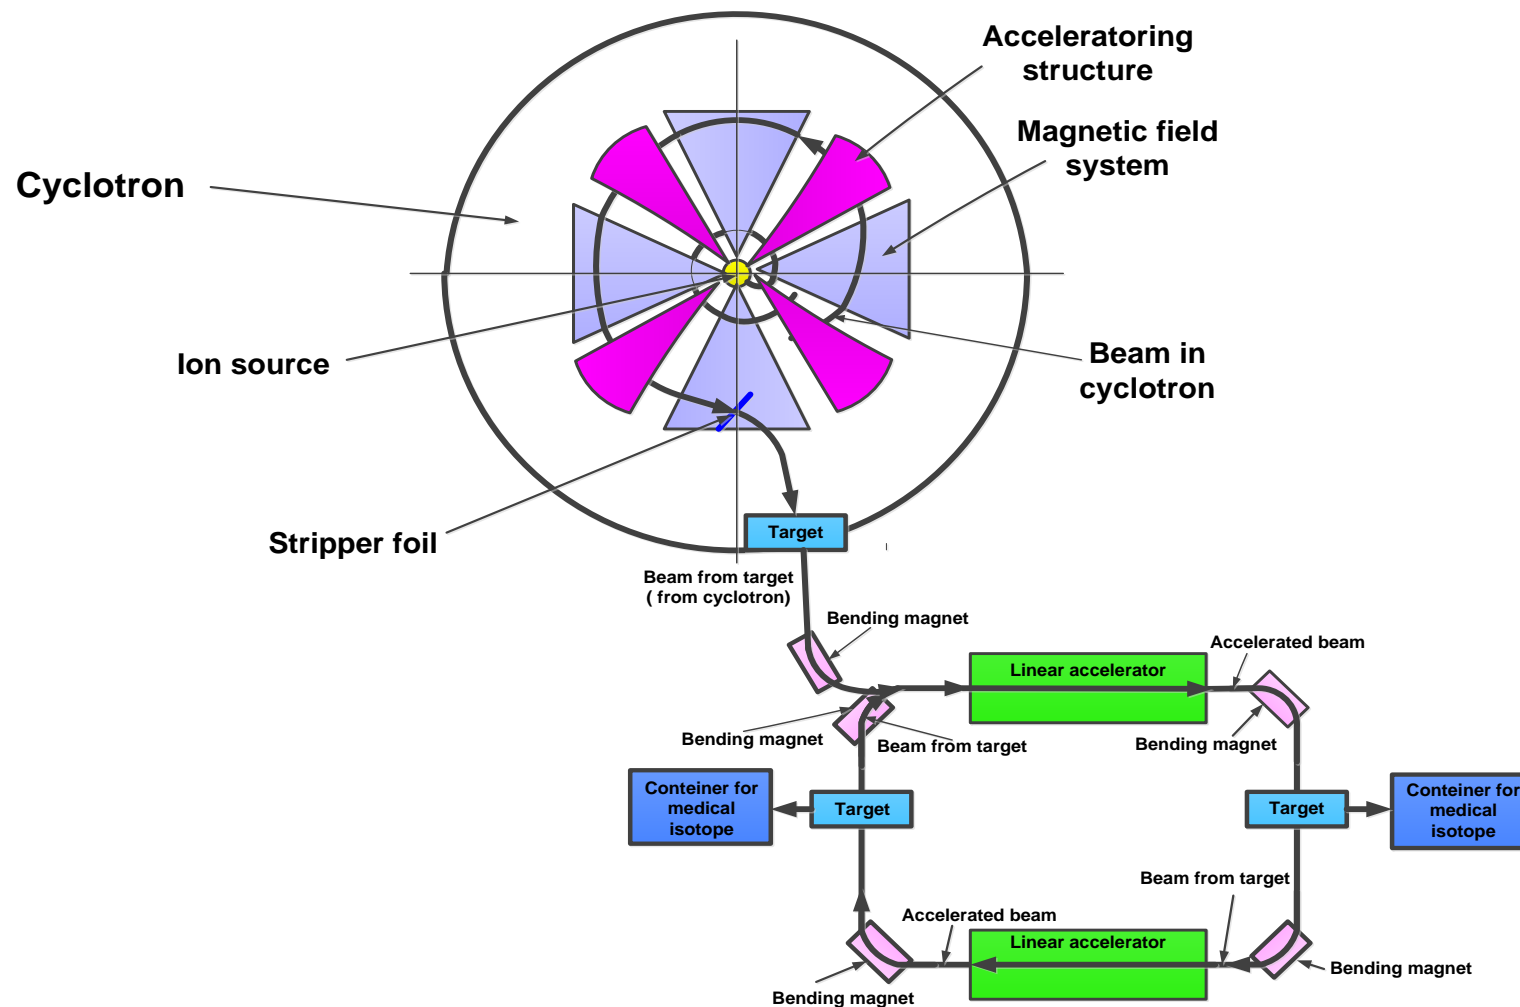 Acceleratoring
structure
Magnetic field
system
Cyclotron
Ion source
Beam in
cyclotron
Stripper foil
Target
Beam from target
( from cyclotron)
Bending magnet
Accelerated beam
Linear accelerator
Bending magnet
Beam from target
Bending magnet
Conteiner for
medical
isotope
Target
Target
Conteiner for
medical
isotope
Beam from target
Accelerated beam
Linear accelerator
Bending magnet
Bending magnet